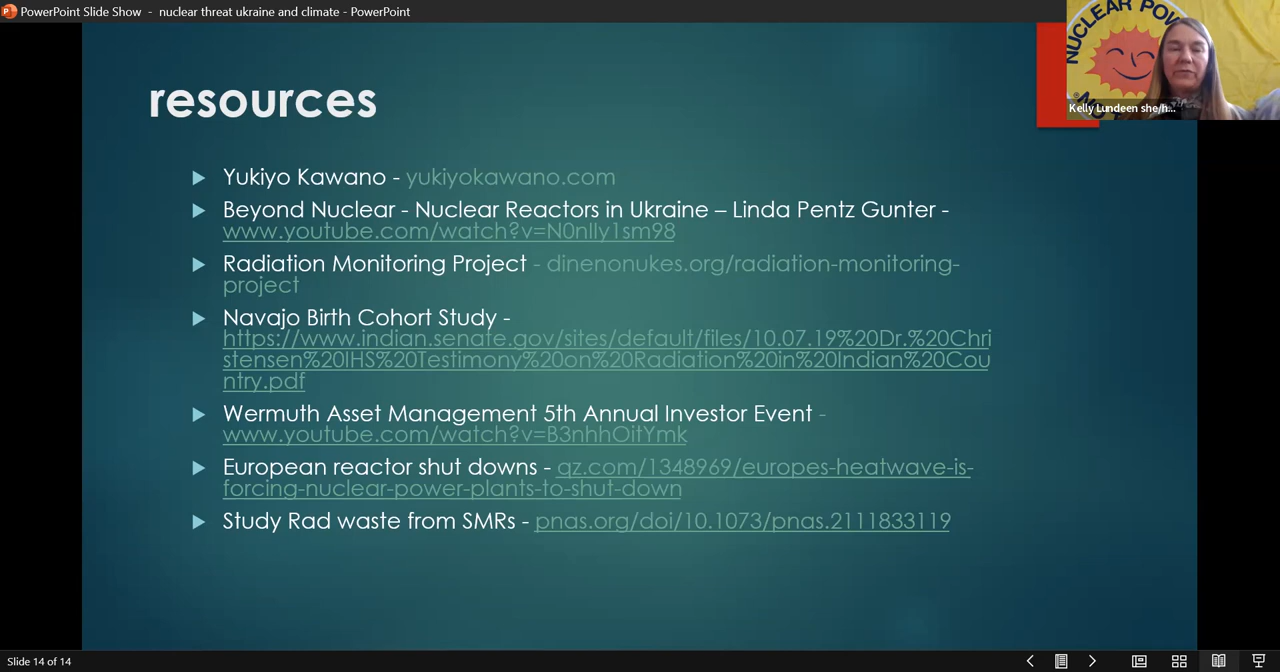 PowerPoint Slide Show - nuclear threat ukraine and climate - PowerPoint
NUCLEAR POW
Kelly Lundeen she/h...
resources
Yukiyo Kawano - yukiyokawano.com
Beyond Nuclear - Nuclear Reactors in Ukraine – Linda Pentz Gunter -
www.youtube.com/watch?v=N0nlly1sm98
Radiation Monitoring Project - dinenonukes.org/radiation-monitoring-
project
Navajo Birth Cohort Study -
https://www.indian.senate.gov/sites/default/files/10.07.19%20Dr.%20Chri
stensen%20IHS%20Testimony%20on%20Radiation%20in%20Indian%20Cou
ntry.pdf
Wermuth Asset Management 5th Annual Investor Event -
www.youtube.com/watch?v=B3nhhOitYmk
European reactor shut downs - qz.com/1348969/europes-heatwave-is-
forcing-nuclear-power-plants-to-shut-down
Study Rad waste from SMRs - pnas.org/doi/10.1073/pnas.2111833119
Slide 14 of 14